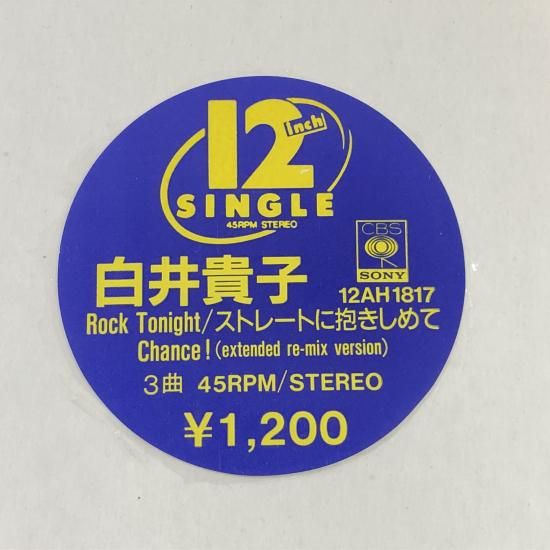 12 Inch
SINGLE
45RPM STEREO
CBS
SONY
白井貴子
12AH1817
Rock Tonight/ストレートに抱きしめて
Chance! (extended re-mix version)
3曲 45RPM/STEREO
¥1,200